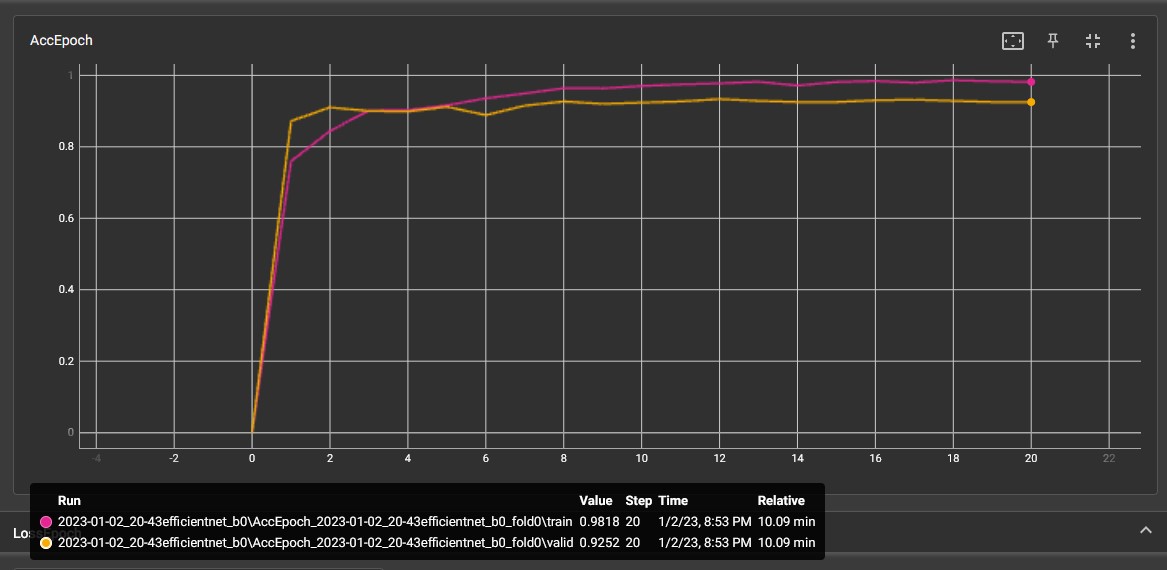 AccEpoch
1
0.8
0.6
0.4
0.2
0
-4 -2 0 2 4 6 8 10 12 14 16 18 20 22
Run Value Step Time Relative
2023-01-02_20-43efficientnet_b0\AccEpoch_2023-01-02_20-43efficientnet_b0_fold0\train 0.9818 20 1/2/23, 8:53 PM 10.09 min
2023-01-02_20-43efficientnet_b0\AccEpoch_2023-01-02_20-43efficientnet_b0_fold0\valid 0.9252 20 1/2/23, 8:53 PM 10.09 min